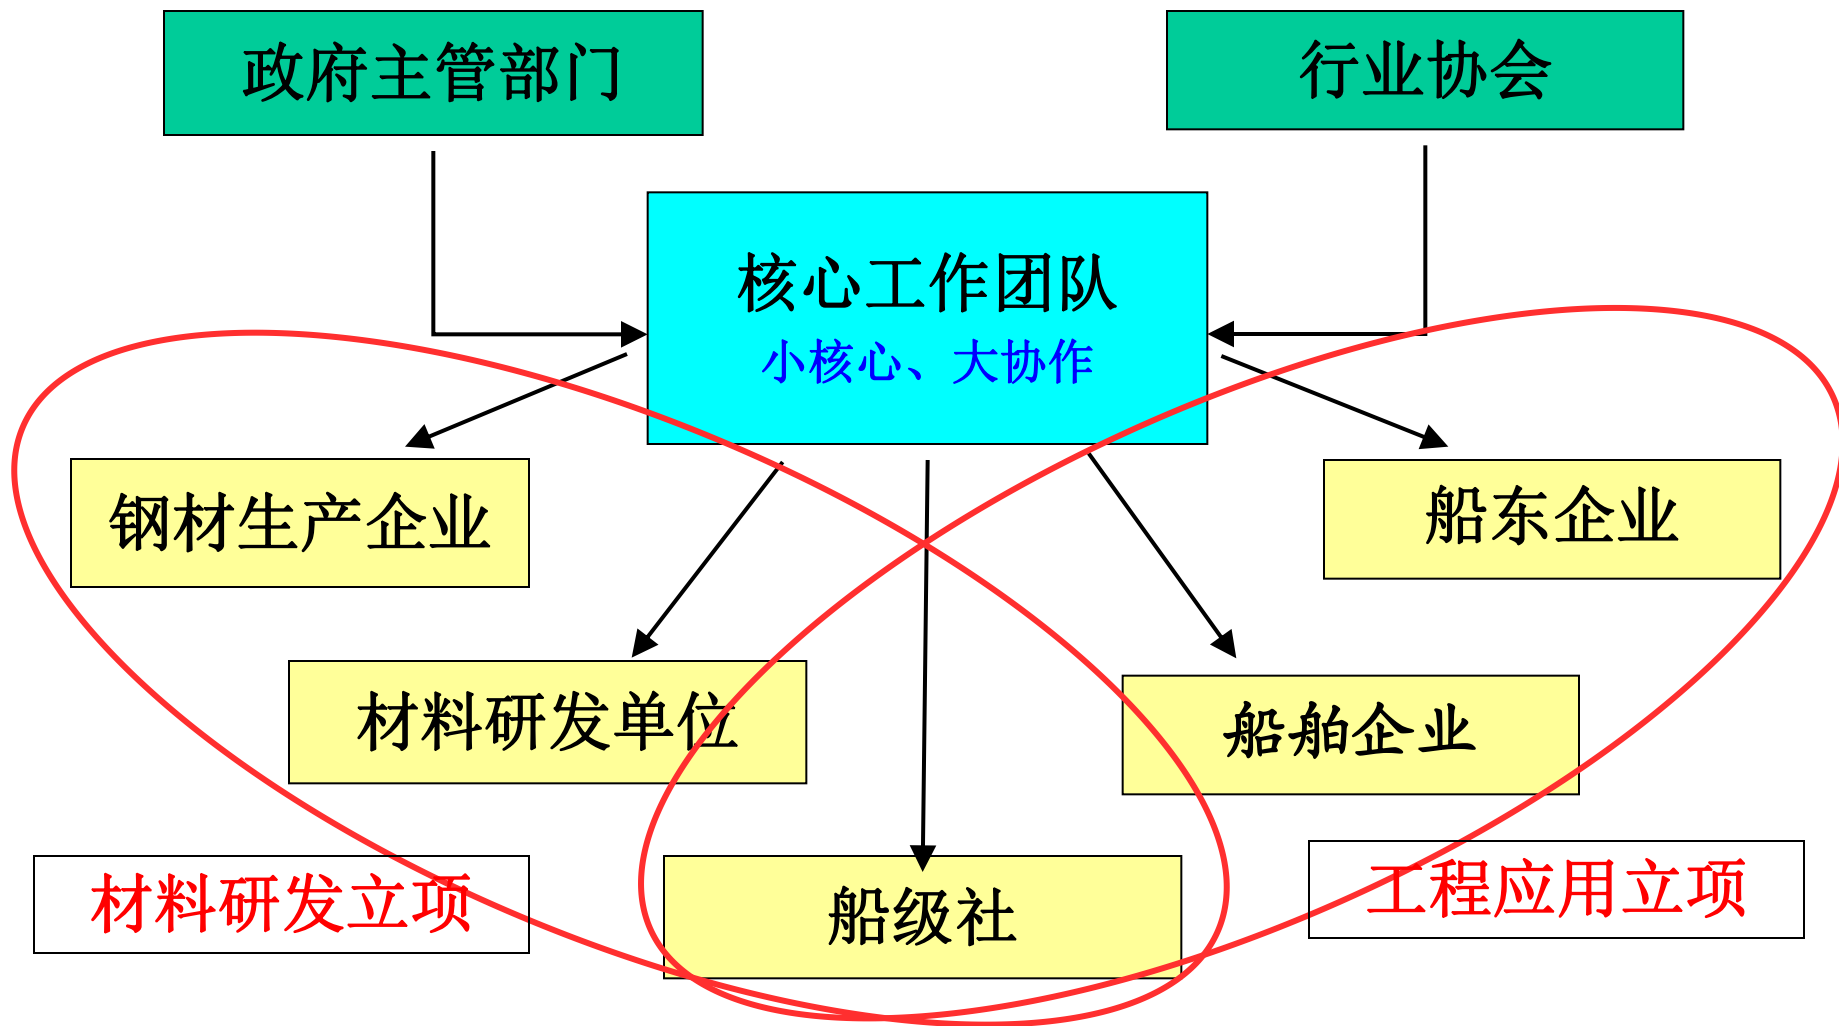 政府主管部门
行业协会
核心工作团队
小核心、大协作
钢材生产企业
船东企业
材料研发单位
船舶企业
材料研发立项
船级社
工程应用立项